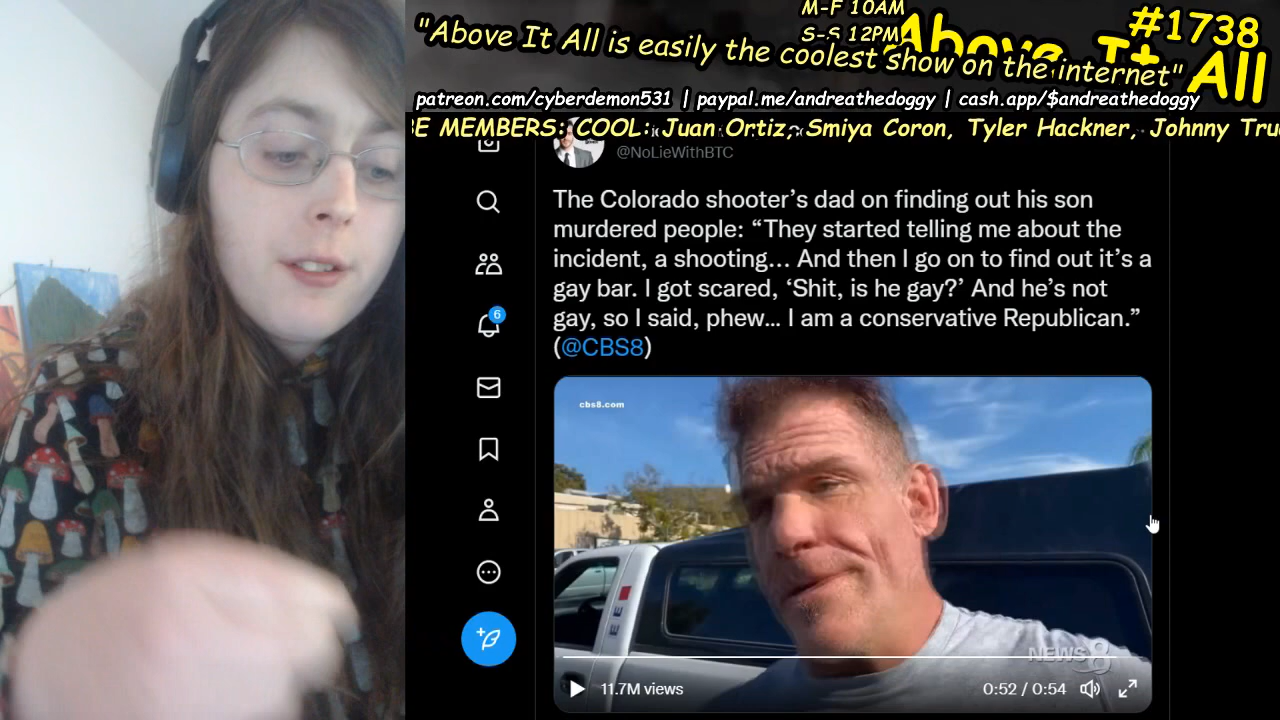 M-F 10AM
S-S 12PM
Above It All
#1738
"Above It All is easily the coolest show on the internet"
patreon.com/cyberdemon531 | paypal.me/andreathedoggy | cash.app/$andreathedoggy
E MEMBERS: COOL: Juan Ortiz, Smiya Coron, Tyler Hackner, Johnny Tru
@NoLieWithBTC
The Colorado shooter’s dad on finding out his son
murdered people: “They started telling me about the
incident, a shooting... And then I go on to find out it’s a
gay bar. I got scared, ‘Shit, is he gay?’ And he’s not
gay, so I said, phew... I am a conservative Republican.”
(@CBS8)
6
cbs8.com
NEWS 8
11.7M views
0:52 / 0:54